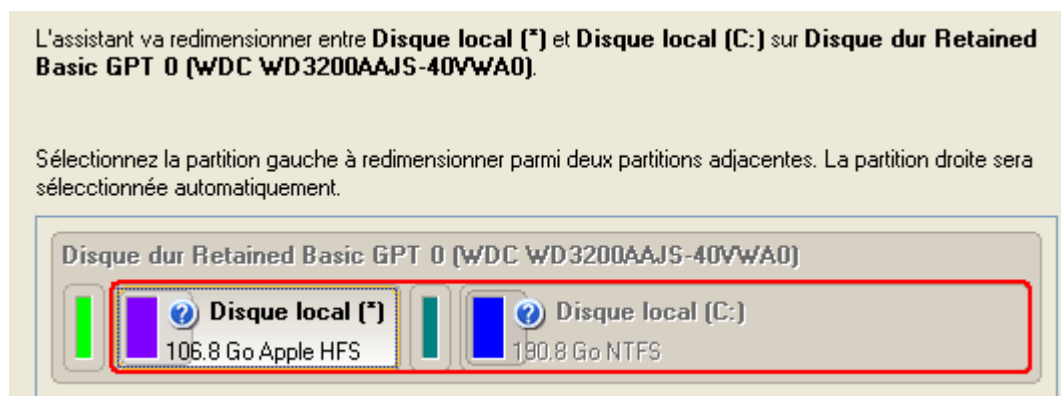 L'assistant va redimensionner entre Disque local (*) et Disque local (C:) sur Disque dur Retained
Basic GPT 0 (WDC WD3200AAJS-40VWA0).
Sélectionnez la partition gauche à redimensionner parmi deux partitions adjacentes. La partition droite sera
sélecctionnée automatiquement.
Disque dur Retained Basic GPT 0 (WDC WD3200AAJS-40VWA0)
Disque local (*)
106.8 Go Apple HFS
Disque local (C:)
190.8 Go NTFS